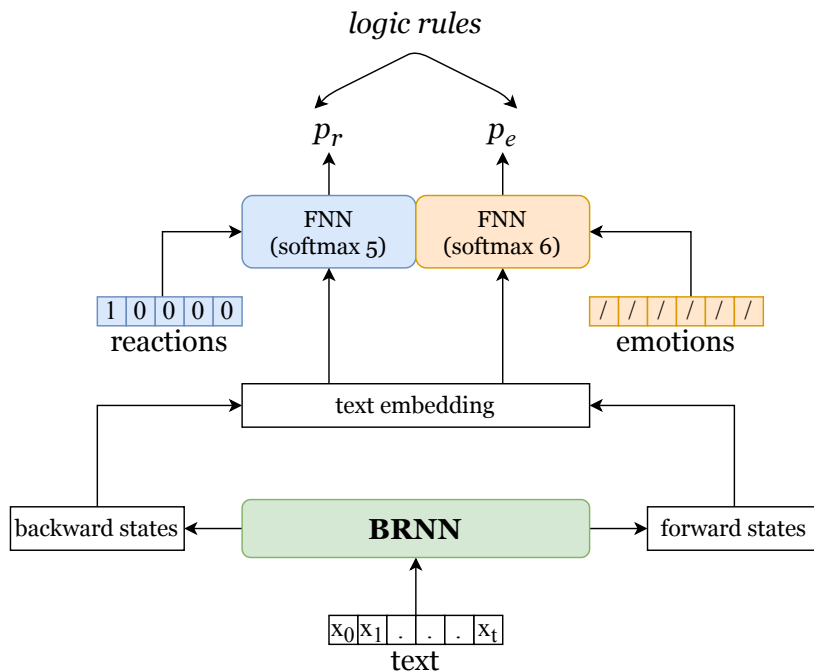 logic rules
p_r
p_e
FNN
(softmax 5)
FNN
(softmax 6)
1 0 0 0 0
reactions
/ / / / / /
emotions
text embedding
backward states
BRNN
forward states
x_0 x_1 . . . x_t
text